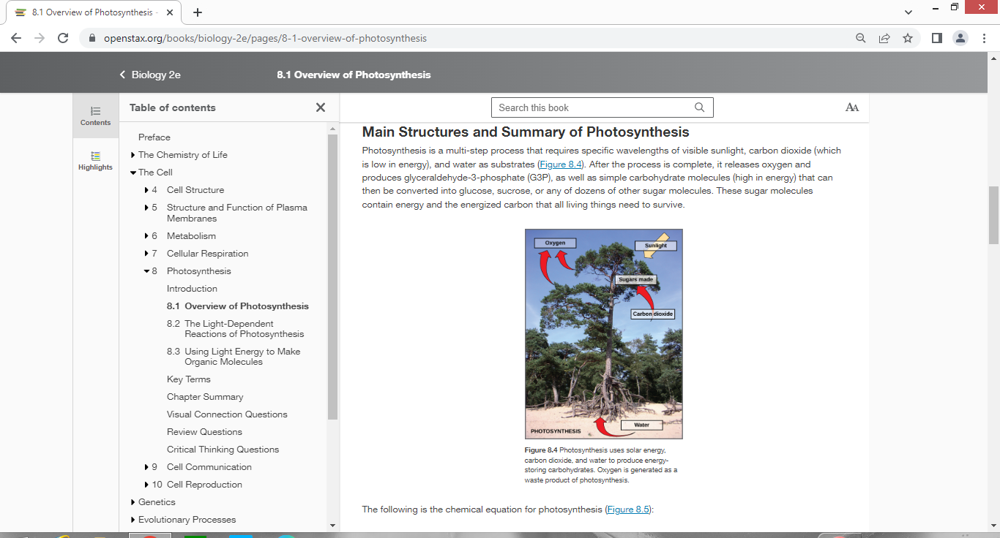 8.1 Overview of Photosynthesis -
openstax.org/books/biology-2e/pages/8-1-overview-of-photosynthesis
Biology 2e
8.1 Overview of Photosynthesis
Contents
Highlights
Table of contents
Preface
The Chemistry of Life
The Cell
4 Cell Structure
5 Structure and Function of Plasma
Membranes
6 Metabolism
7 Cellular Respiration
8 Photosynthesis
Introduction
8.1 Overview of Photosynthesis
8.2 The Light-Dependent
Reactions of Photosynthesis
8.3 Using Light Energy to Make
Organic Molecules
Key Terms
Chapter Summary
Visual Connection Questions
Review Questions
Critical Thinking Questions
9 Cell Communication
10 Cell Reproduction
Genetics
Evolutionary Processes
Search this book
AA
Main Structures and Summary of Photosynthesis
Photosynthesis is a multi-step process that requires specific wavelengths of visible sunlight, carbon dioxide (which
is low in energy), and water as substrates (Figure 8.4). After the process is complete, it releases oxygen and
produces glyceraldehyde-3-phosphate (G3P), as well as simple carbohydrate molecules (high in energy) that can
then be converted into glucose, sucrose, or any of dozens of other sugar molecules. These sugar molecules
contain energy and the energized carbon that all living things need to survive.
Oxygen
Sunlight
Sugars made
Carbon dioxide
Water
PHOTOSYNTHESIS
Figure 8.4 Photosynthesis uses solar energy,
carbon dioxide, and water to produce energy-
storing carbohydrates. Oxygen is generated as a
waste product of photosynthesis.
The following is the chemical equation for photosynthesis (Figure 8.5):